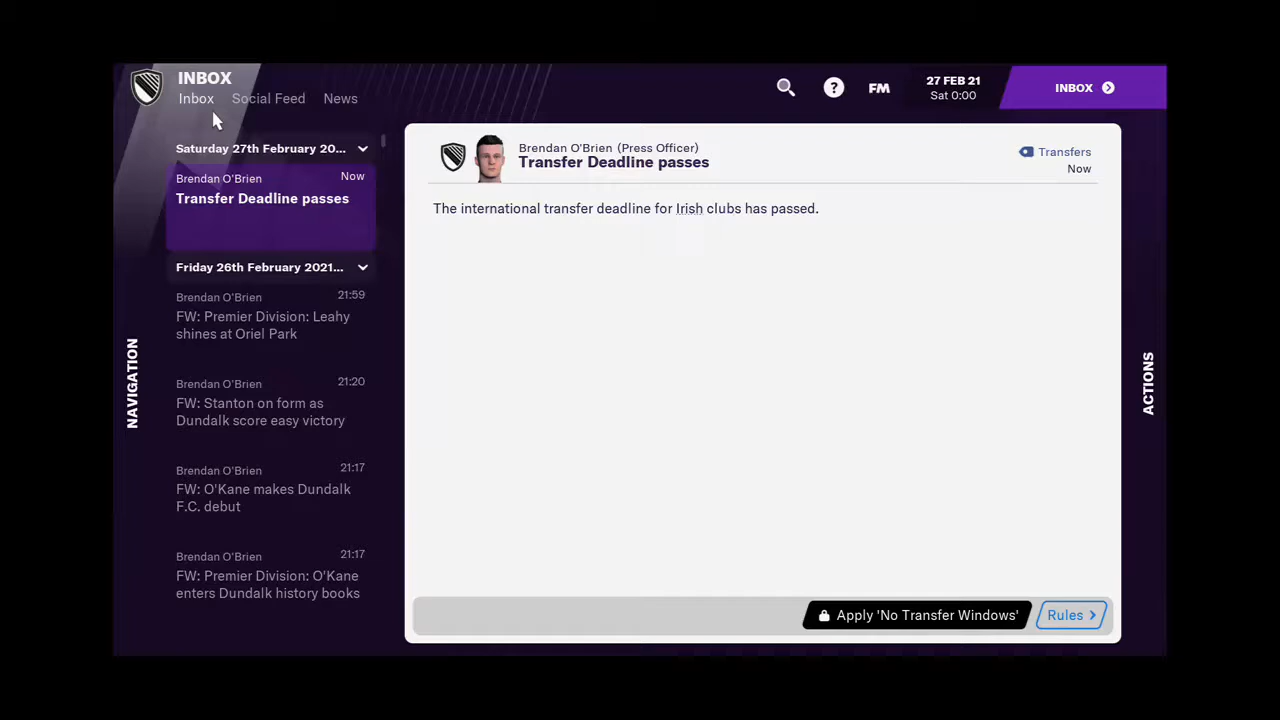 INBOX
Inbox Social Feed News
FM
27 FEB 21
Sat 0:00
INBOX
NAVIGATION
Saturday 27th February 20...
Brendan O'Brien Now
Transfer Deadline passes
Friday 26th February 2021...
Brendan O'Brien 21:59
FW: Premier Division: Leahy
shines at Oriel Park
Brendan O'Brien 21:20
FW: Stanton on form as
Dundalk score easy victory
Brendan O'Brien 21:17
FW: O'Kane makes Dundalk
F.C. debut
Brendan O'Brien 21:17
FW: Premier Division: O'Kane
enters Dundalk history books
Brendan O'Brien (Press Officer)
Transfer Deadline passes
Transfers
Now
The international transfer deadline for Irish clubs has passed.
Apply 'No Transfer Windows'
Rules
ACTIONS